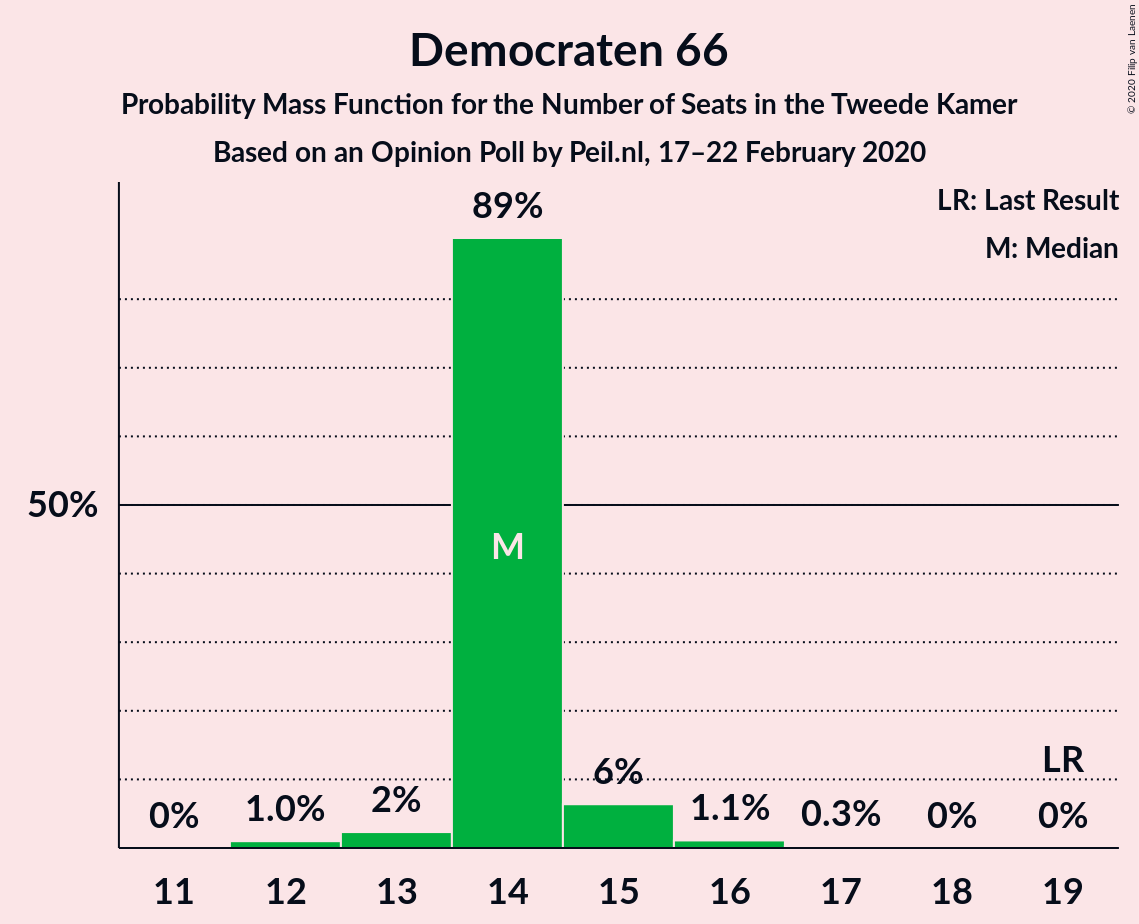 Democraten 66
Probability Mass Function for the Number of Seats in the Tweede Kamer
Based on an Opinion Poll by Peil.nl, 17–22 February 2020
© 2020 Filip van Laenen
LR: Last Result
M: Median
89%
50%
M
LR
0% 1.0% 2% 6% 1.1% 0.3% 0% 0%
11 12 13 14 15 16 17 18 19